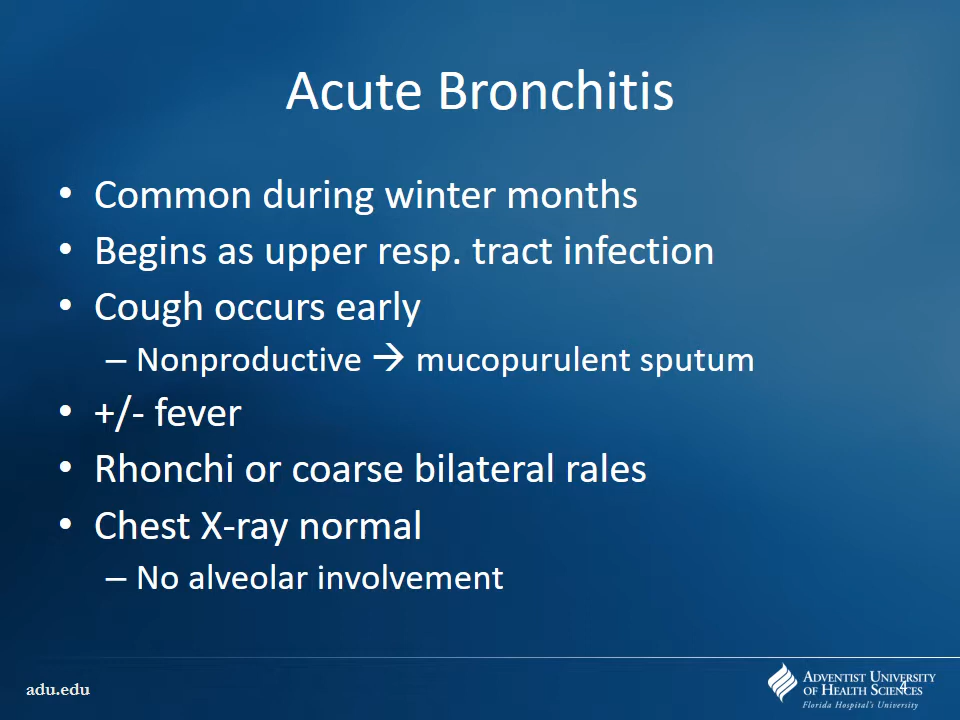 Acute Bronchitis
• Common during winter months
• Begins as upper resp. tract infection
• Cough occurs early
– Nonproductive → mucopurulent sputum
• +/- fever
• Rhonchi or coarse bilateral rales
• Chest X-ray normal
– No alveolar involvement
adu.edu
ADVENTIST UNIVERSITY
OF HEALTH SCIENCES
Florida Hospital's University
4